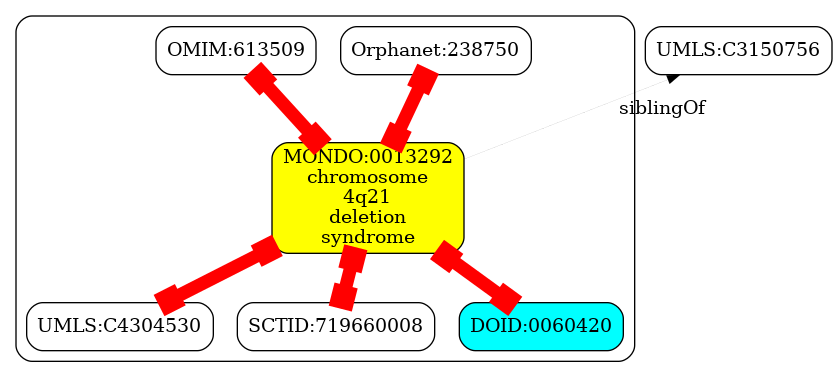 OMIM:613509
Orphanet:238750
UMLS:C3150756
siblingOf
MONDO:0013292
chromosome
4q21
deletion
syndrome
UMLS:C4304530
SCTID:719660008
DOID:0060420